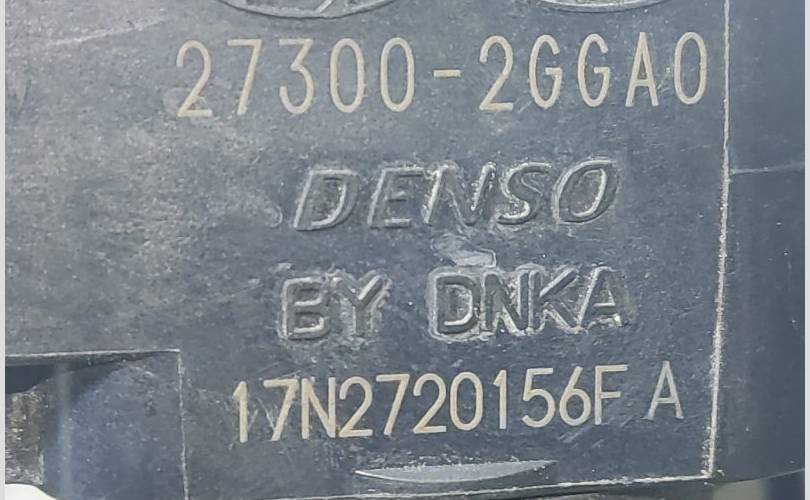 27300-2GGA0
DENSO
BY DNKA
17N2720156F A